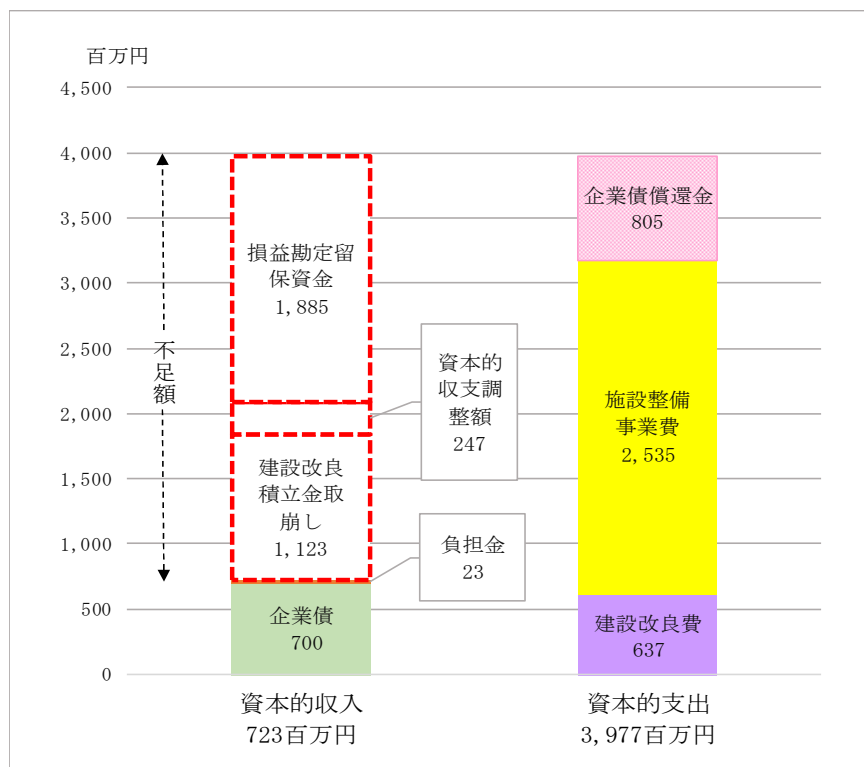 百万円
4,500
4,000
3,500
3,000
2,500
2,000
1,500
1,000
500
0
不足額
損益勘定留
保資金
1,885
資本的
収支調
整額
247
建設改良
積立金取
崩し
1,123
負担金
23
企業債
700
企業債償還金
805
施設整備
事業費
2,535
建設改良費
637
資本的収入
723百万円
資本的支出
3,977百万円